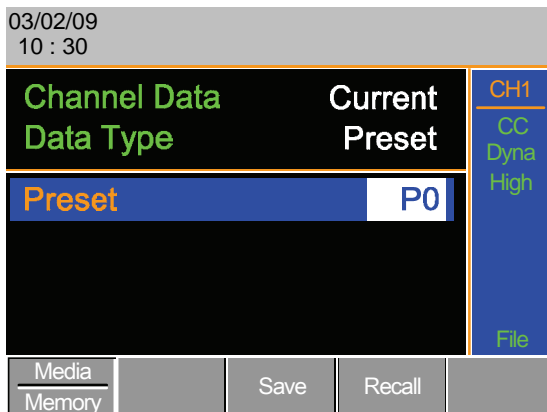 03/02/09
10 : 30
Channel Data Current
Data Type Preset
Preset P0
CH1
CC
Dyna
High
File
Media
Memory
Save
Recall